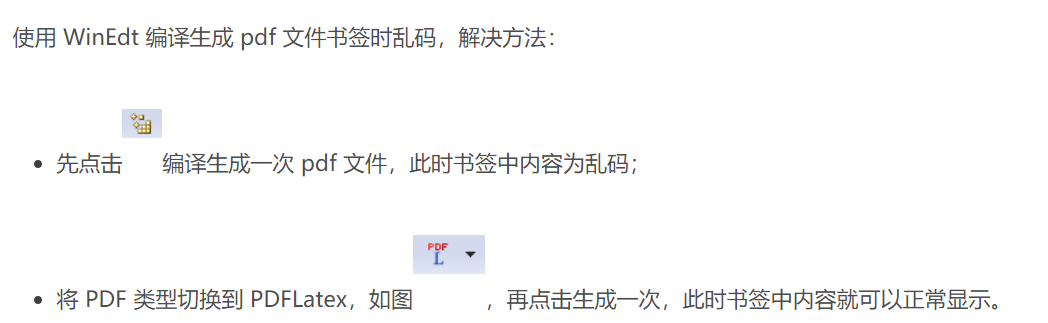 使用 WinEdt 编译生成 pdf 文件书签时乱码，解决方法：
• 先点击 编译生成一次 pdf 文件，此时书签中内容为乱码；
PDF L
• 将 PDF 类型切换到 PDFLatex，如图 ，再点击生成一次，此时书签中内容就可以正常显示。